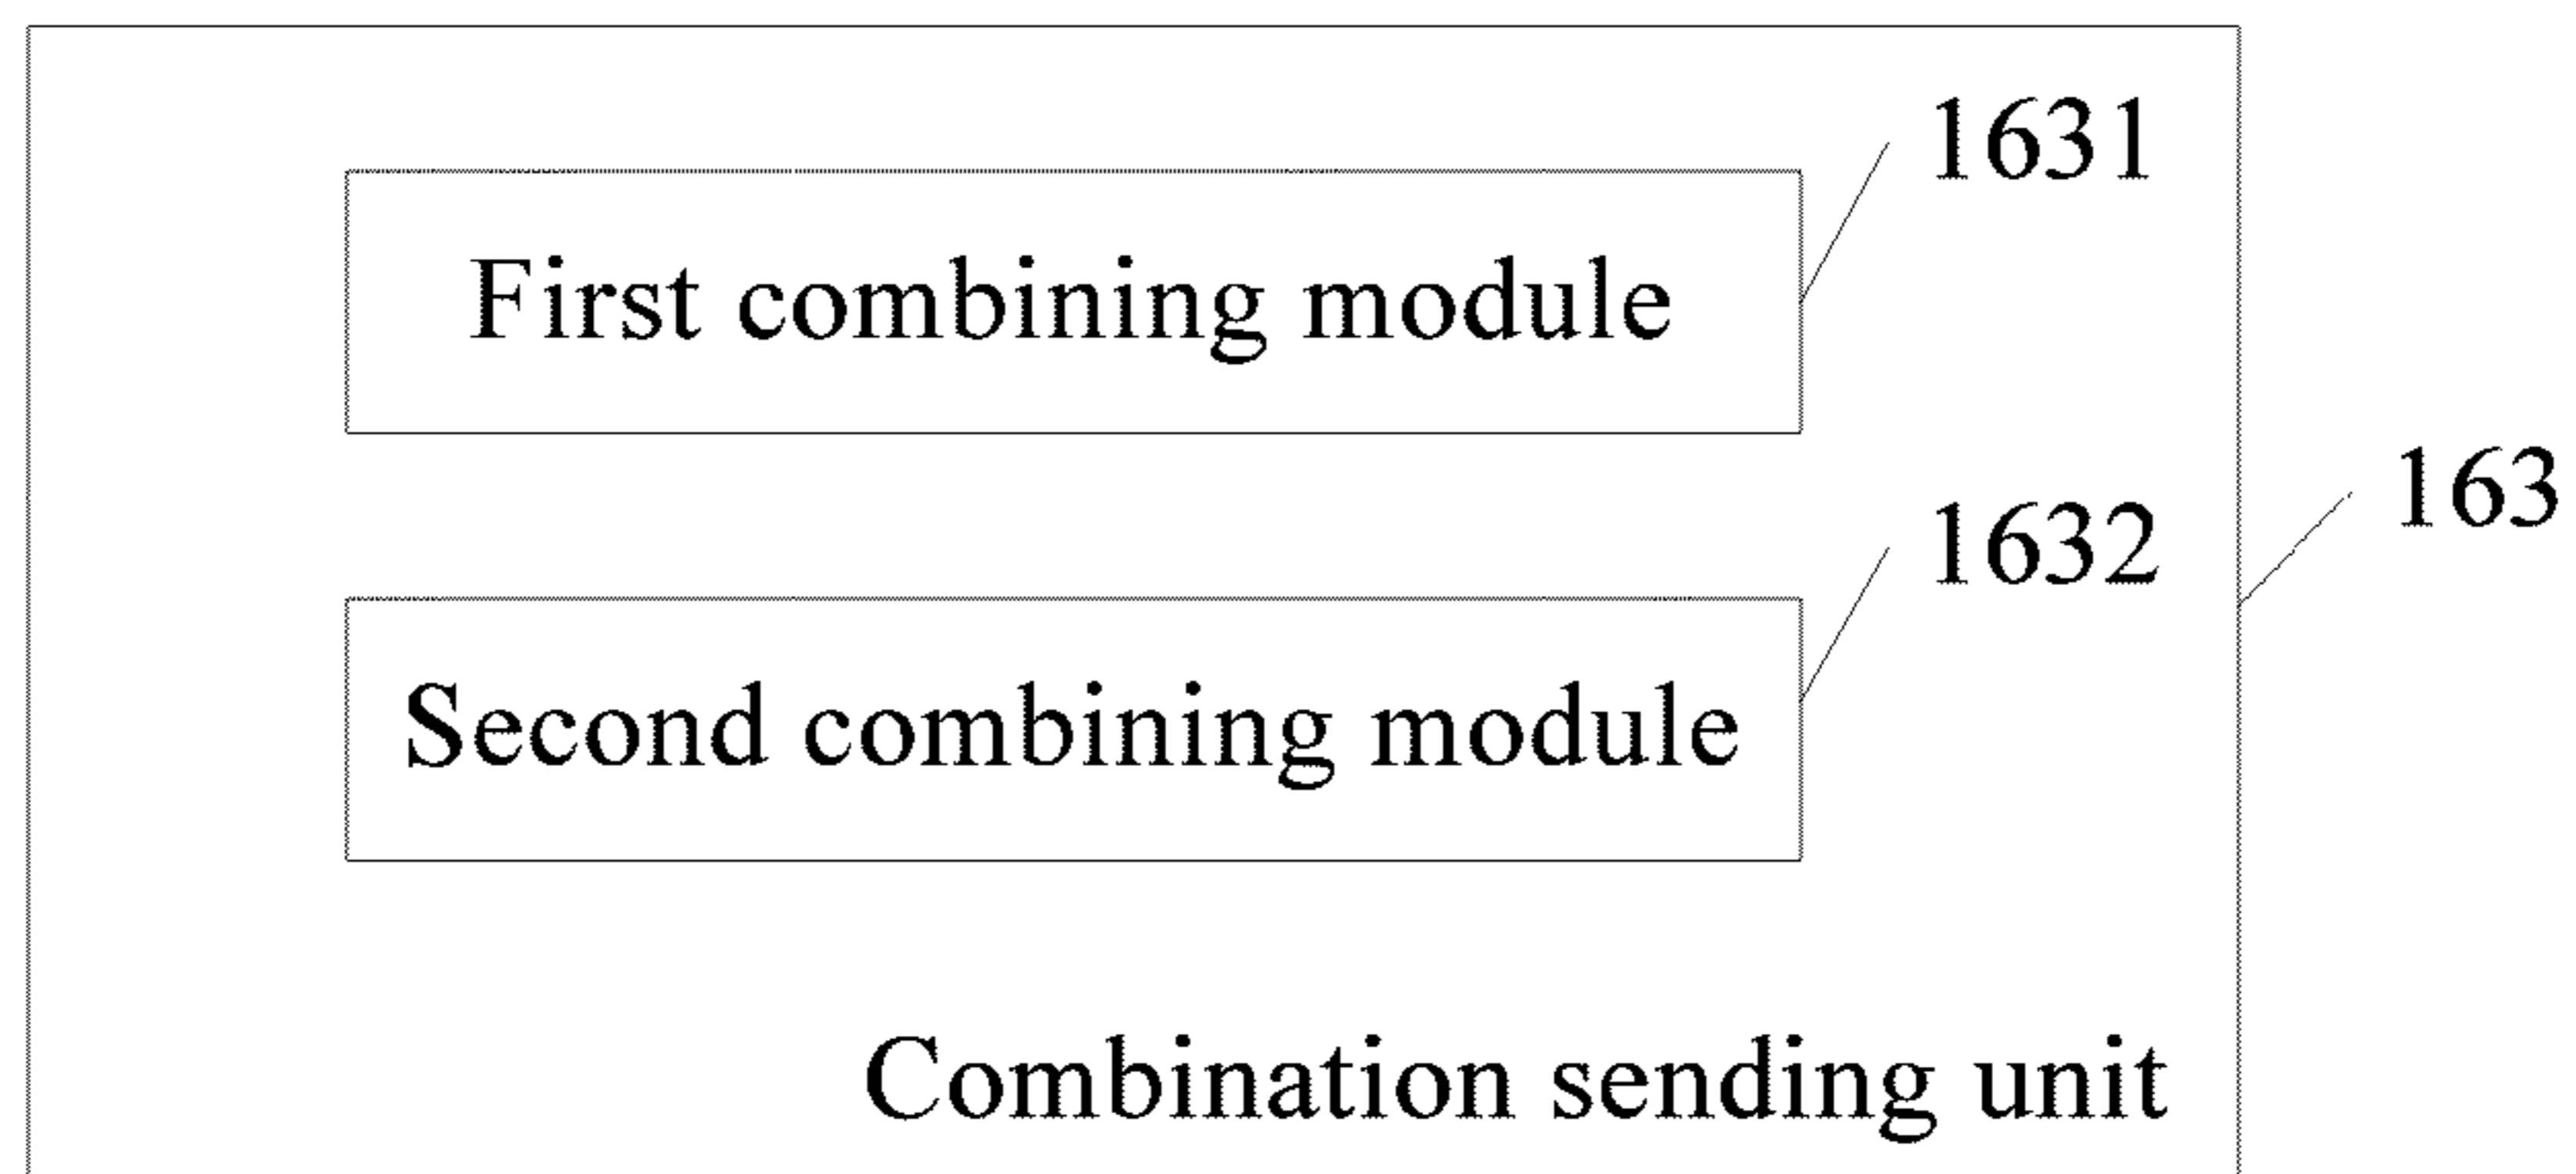 1631
First combining module
163
1632
Second combining module
Combination sending unit